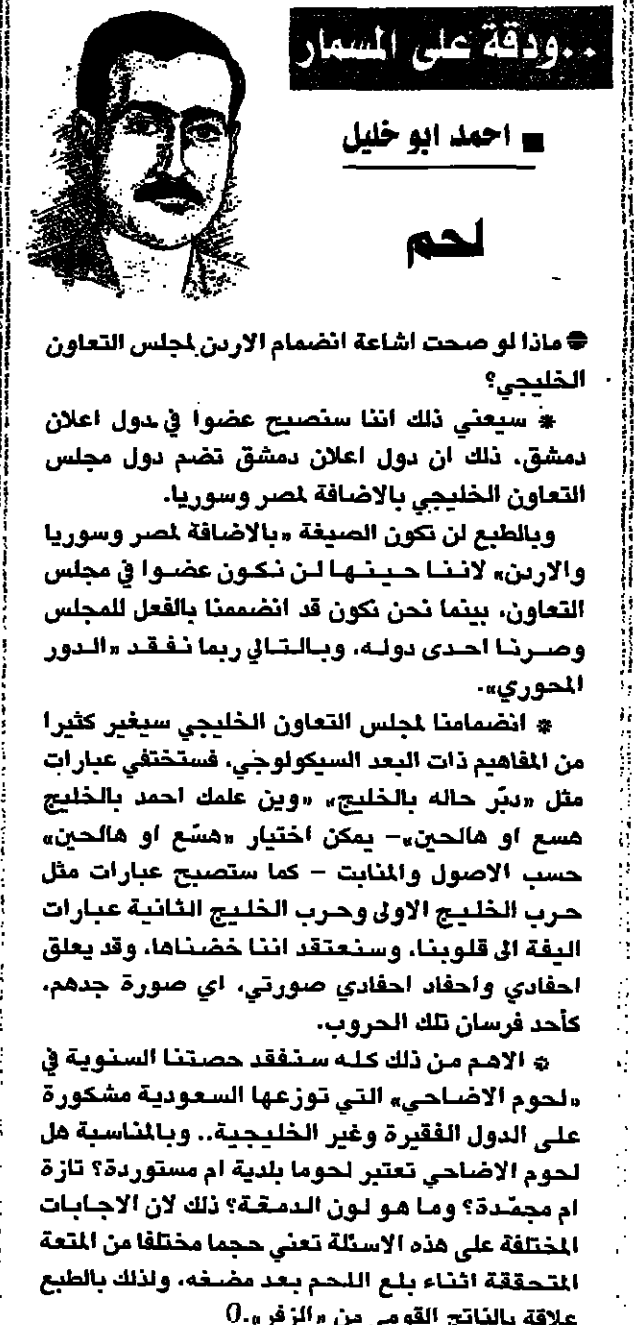 ..ودقة على المسمار
■ احمد ابو خليل
لحم
● ماذا لو صحت اشاعة انضمام الاردن لمجلس التعاون
الخليجي؟
* سيعني ذلك اننا سنصبح عضوا في دول اعلان
دمشق. ذلك ان دول اعلان دمشق تضم دول مجلس
التعاون الخليجي بالاضافة لمصر وسوريا.
وبالطبع لن تكون الصيغة «بالاضافة لمصر وسوريا
والاردن» لاننا حينها لن نكون عضوا في مجلس
التعاون. بينما نحن نكون قد انضممنا بالفعل للمجلس
وصرنا احدى دوله، وبالتالي ربما نفقد «الدور
المحوري».
* انضمامنا لمجلس التعاون الخليجي سيغير كثيرا
من المفاهيم ذات البعد السيكولوجي. فستختفي عبارات
مثل «دبّر حاله بالخليج» «وين علمك احمد بالخليج
هسع او هالحين»– يمكن اختيار «هسّع او هالحين»
حسب الاصول والمنابت – كما ستصبح عبارات مثل
حرب الخليج الاولى وحرب الخليج الثانية عبارات
اليفة الى قلوبنا. وسنعتقد اننا خضناها. وقد يعلق
احفادي واحفاد احفادي صورتي، اي صورة جدهم.
كأحد فرسان تلك الحروب.
* الاهم من ذلك كله سنفقد حصتنا السنوية في
«لحوم الاضاحي» التي توزعها السعودية مشكورة
على الدول الفقيرة وغير الخليجية.. وبالمناسبة هل
لحوم الاضاحي تعتبر لحوما بلدية ام مستوردة؟ تازة
ام مجمّدة؟ وما هو لون الدمغة؟ ذلك لان الاجابات
المختلفة على هذه الاسئلة تعني حجما مختلفا من المتعة
المتحققة اثناء بلع اللحم بعد مضغه. ولذلك بالطبع
علاقة بالناتج القومي من «الزفر».()